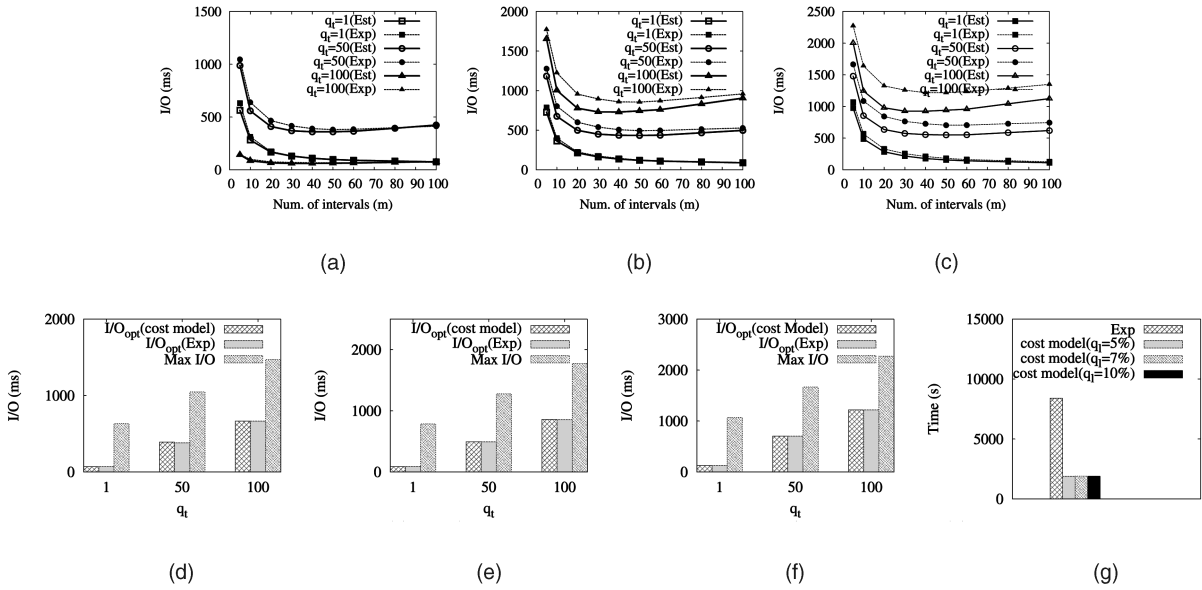 1500
1000
500
0
I/O (ms)
q_t=1(Est)
q_t=1(Exp)
q_t=50(Est)
q_t=50(Exp)
q_t=100(Est)
q_t=100(Exp)
0 10 20 30 40 50 60 70 80 90 100
Num. of intervals (m)
(a)
2000
1500
1000
500
0
I/O (ms)
q_t=1(Est)
q_t=1(Exp)
q_t=50(Est)
q_t=50(Exp)
q_t=100(Est)
q_t=100(Exp)
0 10 20 30 40 50 60 70 80 90 100
Num. of intervals (m)
(b)
2500
2000
1500
1000
500
0
I/O (ms)
q_t=1(Est)
q_t=1(Exp)
q_t=50(Est)
q_t=50(Exp)
q_t=100(Est)
q_t=100(Exp)
0 10 20 30 40 50 60 70 80 90 100
Num. of intervals (m)
(c)
2000
1000
0
I/O (ms)
I/O_opt(cost model)
I/O_opt(Exp)
Max I/O
1 50 100
q_t
(d)
2000
1000
0
I/O (ms)
I/O_opt(cost model)
I/O_opt(Exp)
Max I/O
1 50 100
q_t
(e)
3000
2000
1000
0
I/O (ms)
I/O_opt(cost Model)
I/O_opt(Exp)
Max I/O
1 50 100
q_t
(f)
15000
10000
5000
0
Time (s)
Exp
cost model(q_l=5%)
cost model(q_l=7%)
cost model(q_l=10%)
(g)